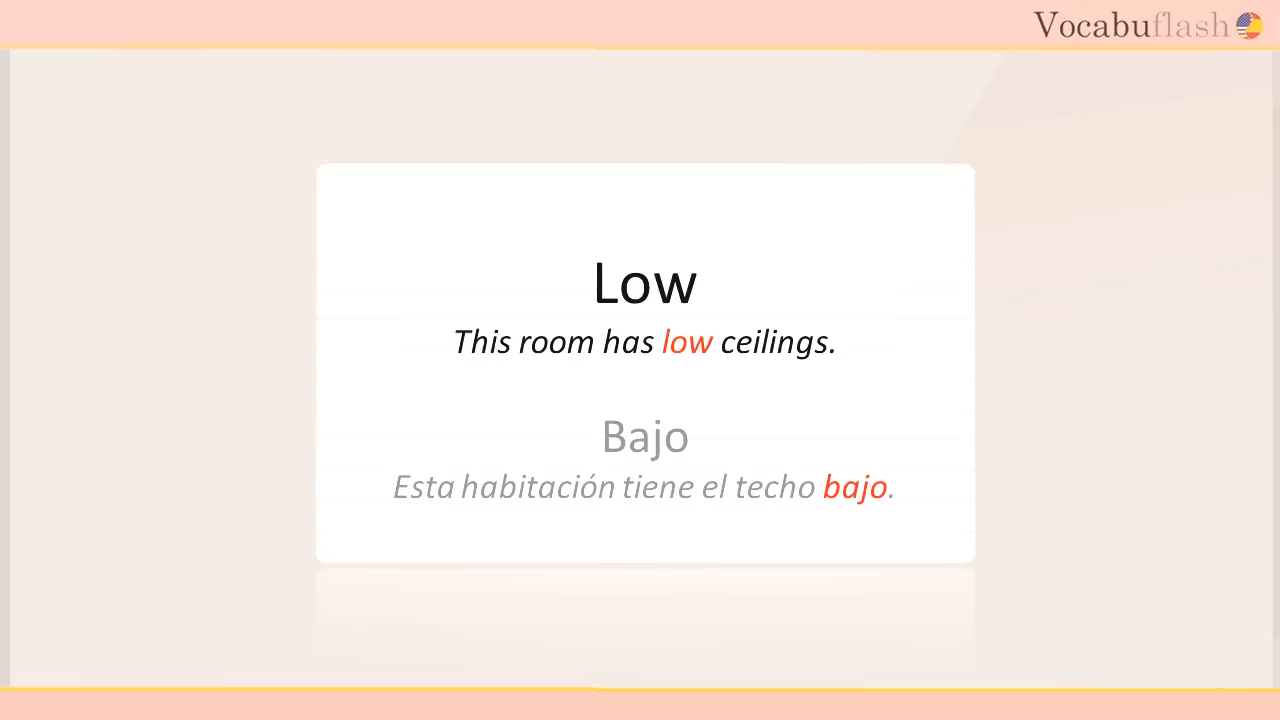 Vocabuflash
Low
This room has low ceilings.
Bajo
Esta habitación tiene el techo bajo.